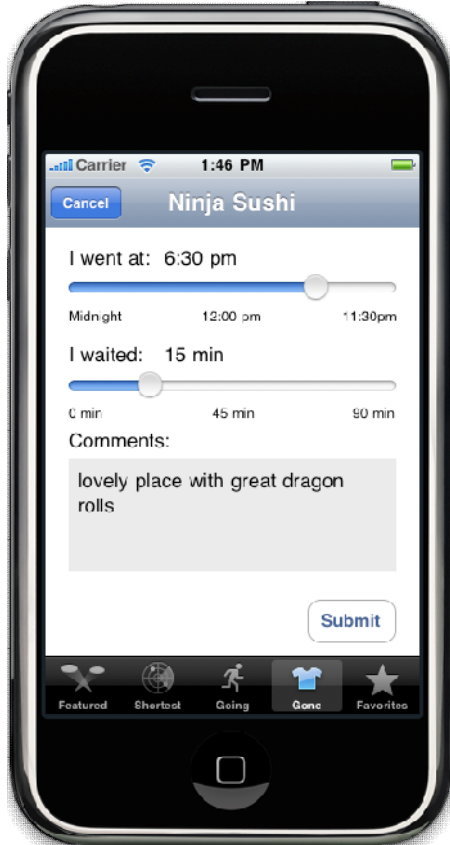 Carrier 1:46 PM
Cancel Ninja Sushi
I went at: 6:30 pm
Midnight 12:00 pm 11:30pm
I waited: 15 min
0 min 45 min 90 min
Comments:
lovely place with great dragon
rolls
Submit
Featured Shortest Going Gone Favorites